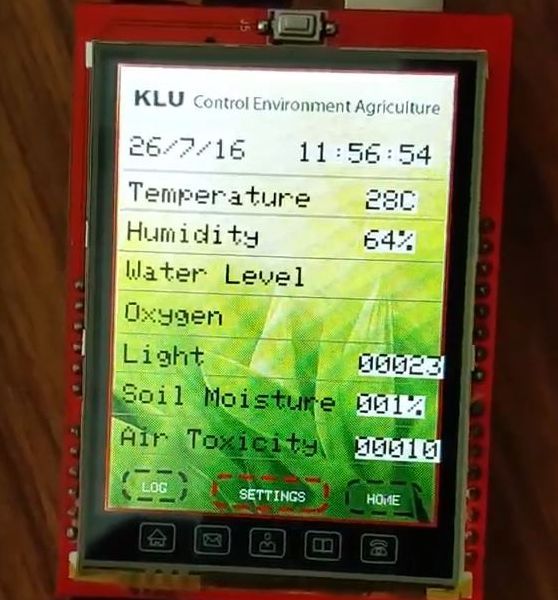 J5
KLU Control Environment Agriculture
26/7/16 11:56:54
Temperature 28C
Humidity 64%
Water Level
Oxygen
Light 00023
Soil Moisture 001%
Air Toxicity 00010
LOG SETTINGS HOME